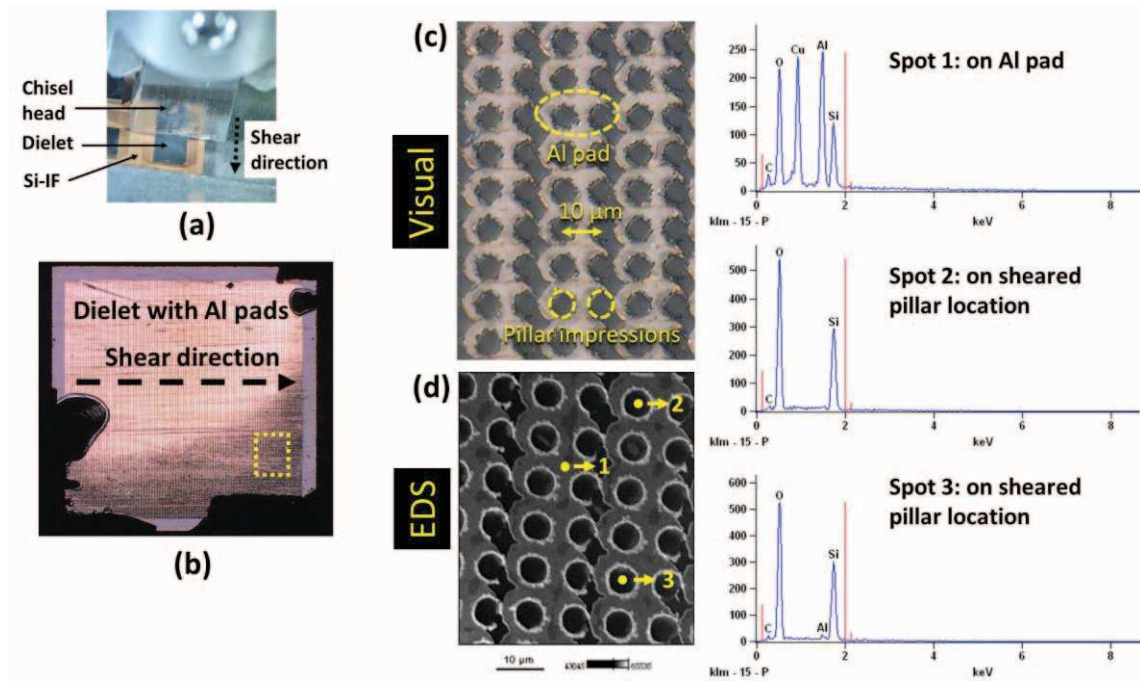 Chisel
head
Dielet
Si-IF
Shear
direction
(a)
Dielet with Al pads
Shear direction
(b)
(c)
Visual
Al pad
10 µm
Pillar impressions
(d)
EDS
1
2
3
10 µm
65535
Spot 1: on Al pad
250
200
150
100
50
0
C
O
Cu
Al
Si
0
2
4
6
8
klm - 15 - P
keV
Spot 2: on sheared
pillar location
500
400
300
200
100
0
C
O
Si
0
2
4
6
8
klm - 15 - P
keV
Spot 3: on sheared
pillar location
600
500
400
300
200
100
0
C
O
Al
Si
0
2
4
6
8
klm - 15 - P
keV